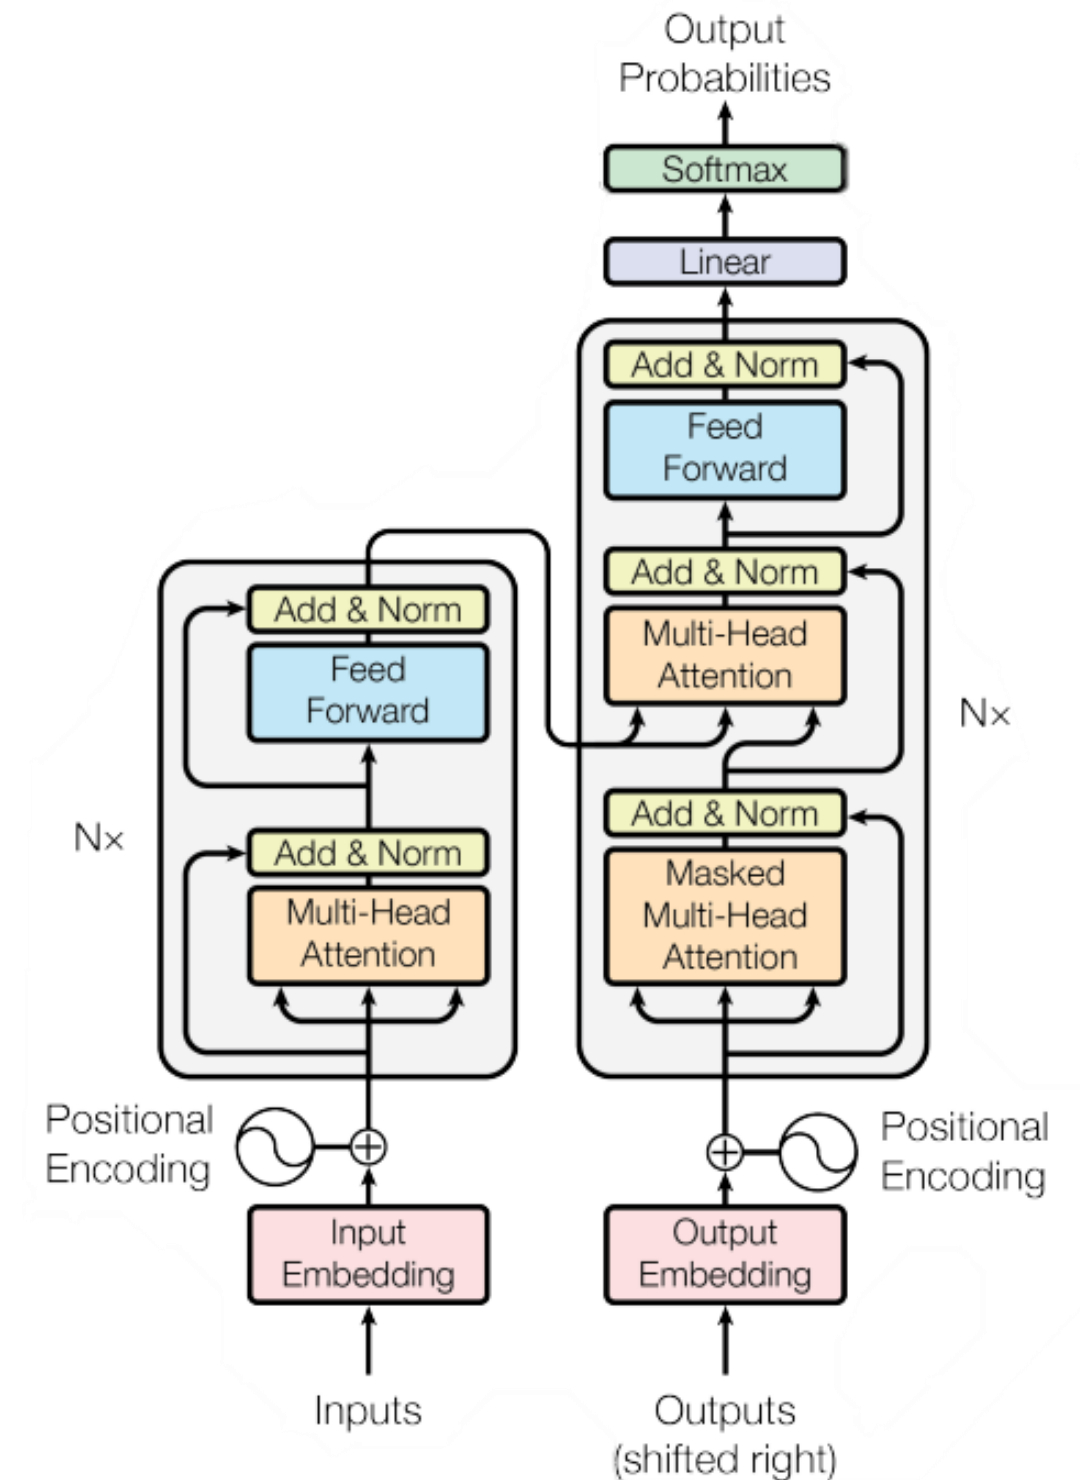 Output
Probabilities
Softmax
Linear
Add & Norm
Feed
Forward
Add & Norm
Multi-Head
Attention
Nx
Add & Norm
Masked
Multi-Head
Attention
Add & Norm
Feed
Forward
Nx
Add & Norm
Multi-Head
Attention
Positional
Encoding
Positional
Encoding
Input
Embedding
Output
Embedding
Inputs
Outputs
(shifted right)